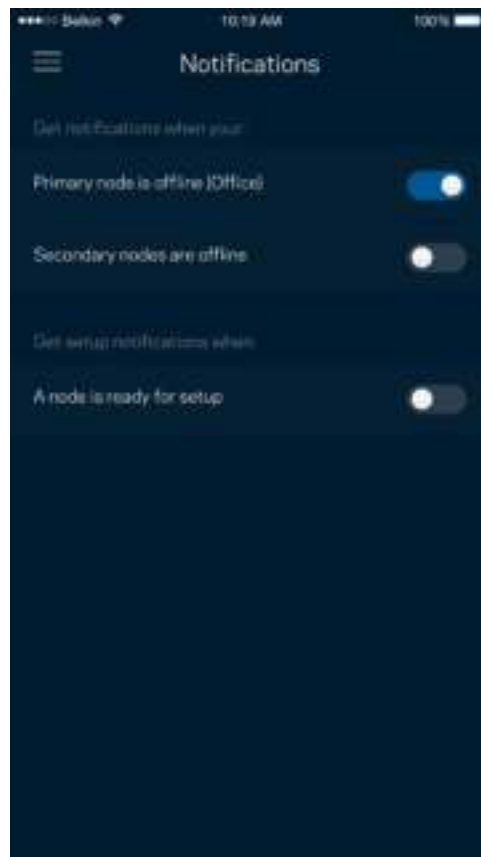 Belkin 10:19 AM 100%
Notifications
Get notifications when your:
Primary node is offline (Office)
Secondary nodes are offline
Get setup notifications when:
A node is ready for setup